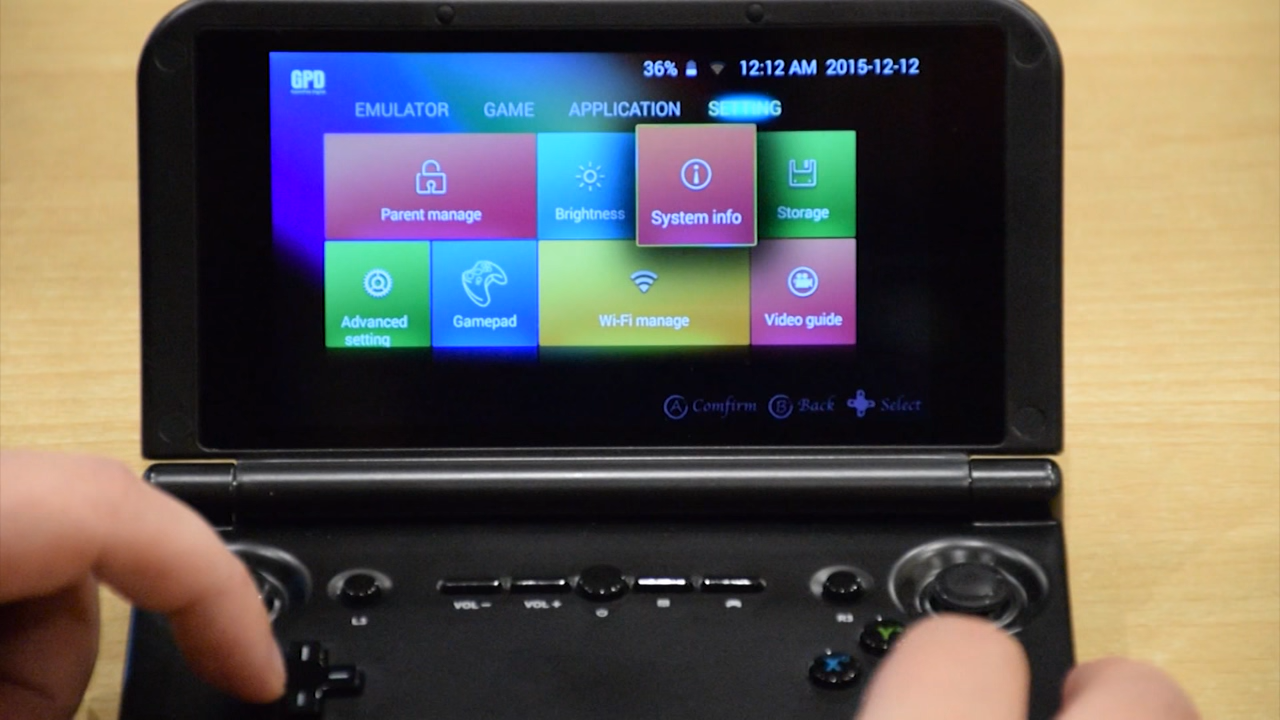 GPD
36% 12:12 AM 2015-12-12
EMULATOR GAME APPLICATION SETTING
Parent manage
Brightness
System info
Storage
Advanced
setting
Gamepad
Wi-Fi manage
Video guide
A Comfirm B Back Select
VOL- VOL+
L3
R3
Y
X